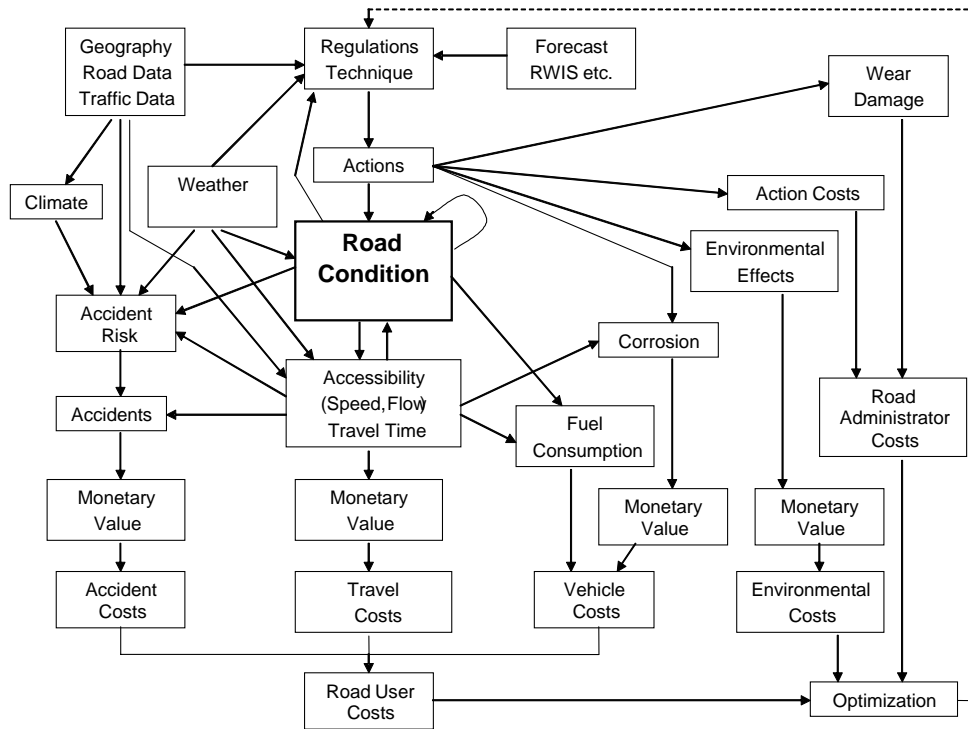 Geography
Road Data
Traffic Data
Regulations
Technique
Forecast
RWIS etc.
Wear
Damage
Climate
Weather
Actions
Action Costs
Road
Condition
Environmental
Effects
Accident
Risk
Corrosion
Accessibility
(Speed,Flow)
Travel Time
Accidents
Fuel
Consumption
Road
Administrator
Costs
Monetary
Value
Monetary
Value
Monetary
Value
Monetary
Value
Accident
Costs
Travel
Costs
Vehicle
Costs
Environmental
Costs
Road User
Costs
Optimization